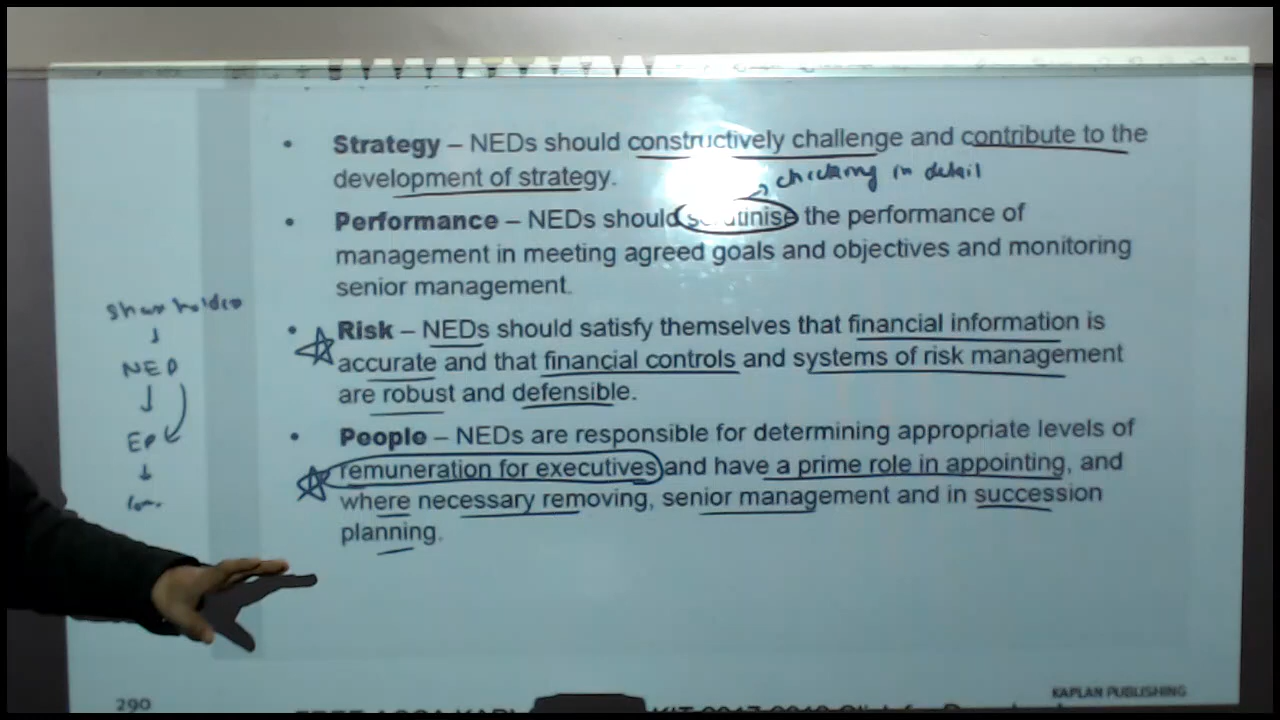 • Strategy – NEDs should constructively challenge and contribute to the
development of strategy.
checking in detail
• Performance – NEDs should scrutinise the performance of
management in meeting agreed goals and objectives and monitoring
senior management.
• Risk – NEDs should satisfy themselves that financial information is
accurate and that financial controls and systems of risk management
are robust and defensible.
• People – NEDs are responsible for determining appropriate levels of
remuneration for executives and have a prime role in appointing, and
where necessary removing, senior management and in succession
planning.
NED
290
KAPLAN PUBLISHING